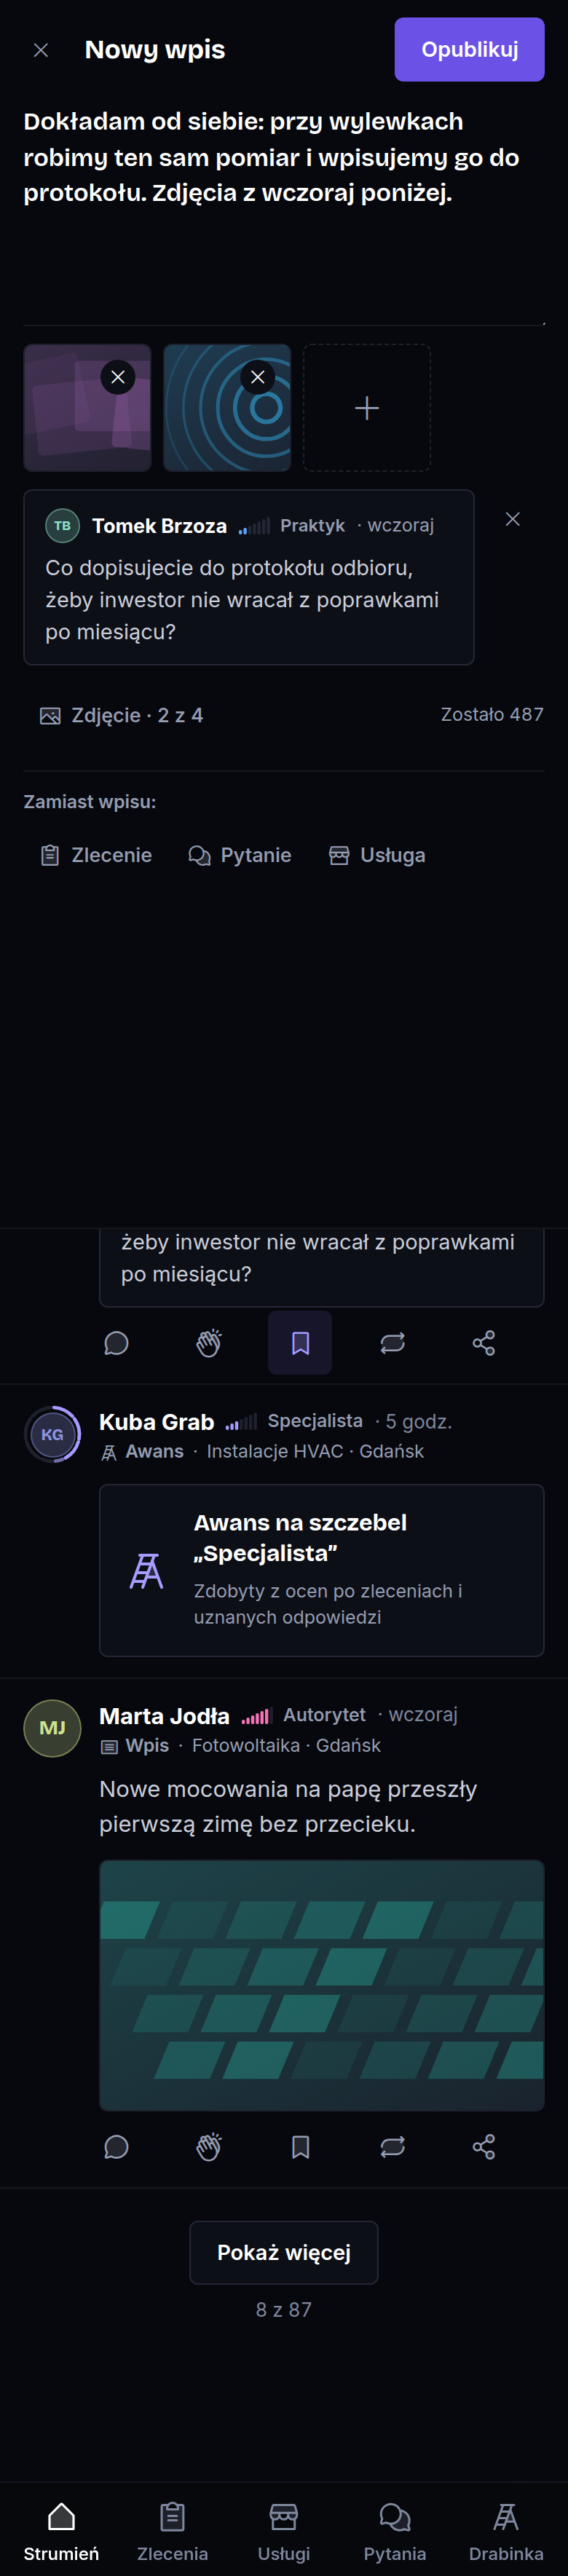 Nowy wpis
Opublikuj
Dokładam od siebie: przy wylewkach
robimy ten sam pomiar i wpisujemy go do
protokołu. Zdjęcia z wczoraj poniżej.
TB Tomek Brzoza Praktyk · wczoraj
Co dopisujecie do protokołu odbioru,
żeby inwestor nie wracał z poprawkami
po miesiącu?
Zdjęcie · 2 z 4
Zostało 487
Zamiast wpisu:
Zlecenie Pytanie Usługa
żeby inwestor nie wracał z poprawkami
po miesiącu?
KG Kuba Grab Specjalista · 5 godz.
Awans · Instalacje HVAC · Gdańsk
Awans na szczebel
„Specjalista”
Zdobyty z ocen po zleceniach i
uznanych odpowiedzi
MJ Marta Jodła Autorytet · wczoraj
Wpis · Fotowoltaika · Gdańsk
Nowe mocowania na papę przeszły
pierwszą zimę bez przecieku.
Pokaż więcej
8 z 87
Strumień Zlecenia Usługi Pytania Drabinka